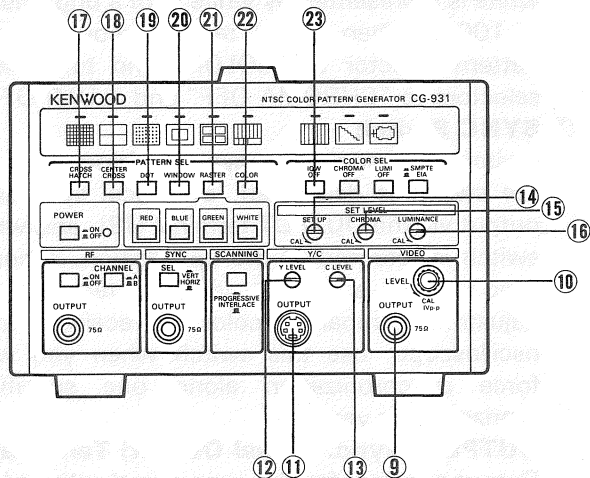 17 18 19 20 21 22 23
KENWOOD
NTSC COLOR PATTERN GENERATOR CG-931
PATTERN SEL
COLOR SEL
CROSS HATCH
CENTER CROSS
DOT
WINDOW
RASTER
COLOR
IQW OFF
CHROMA OFF
LUMI OFF
SMPTE
EIA
POWER
ON
OFF
RED
BLUE
GREEN
WHITE
SET LEVEL
SET UP
CHROMA
LUMINANCE
CAL
CAL
CAL
14
15
16
RF
SYNC
SCANNING
Y/C
VIDEO
ON
OFF
CHANNEL
A
B
SEL
VERT
HORIZ
PROGRESSIVE
INTERLACE
Y LEVEL
C LEVEL
LEVEL
CAL
1Vp-p
10
OUTPUT
75Ω
OUTPUT
75Ω
OUTPUT
OUTPUT
75Ω
12 11 13 9